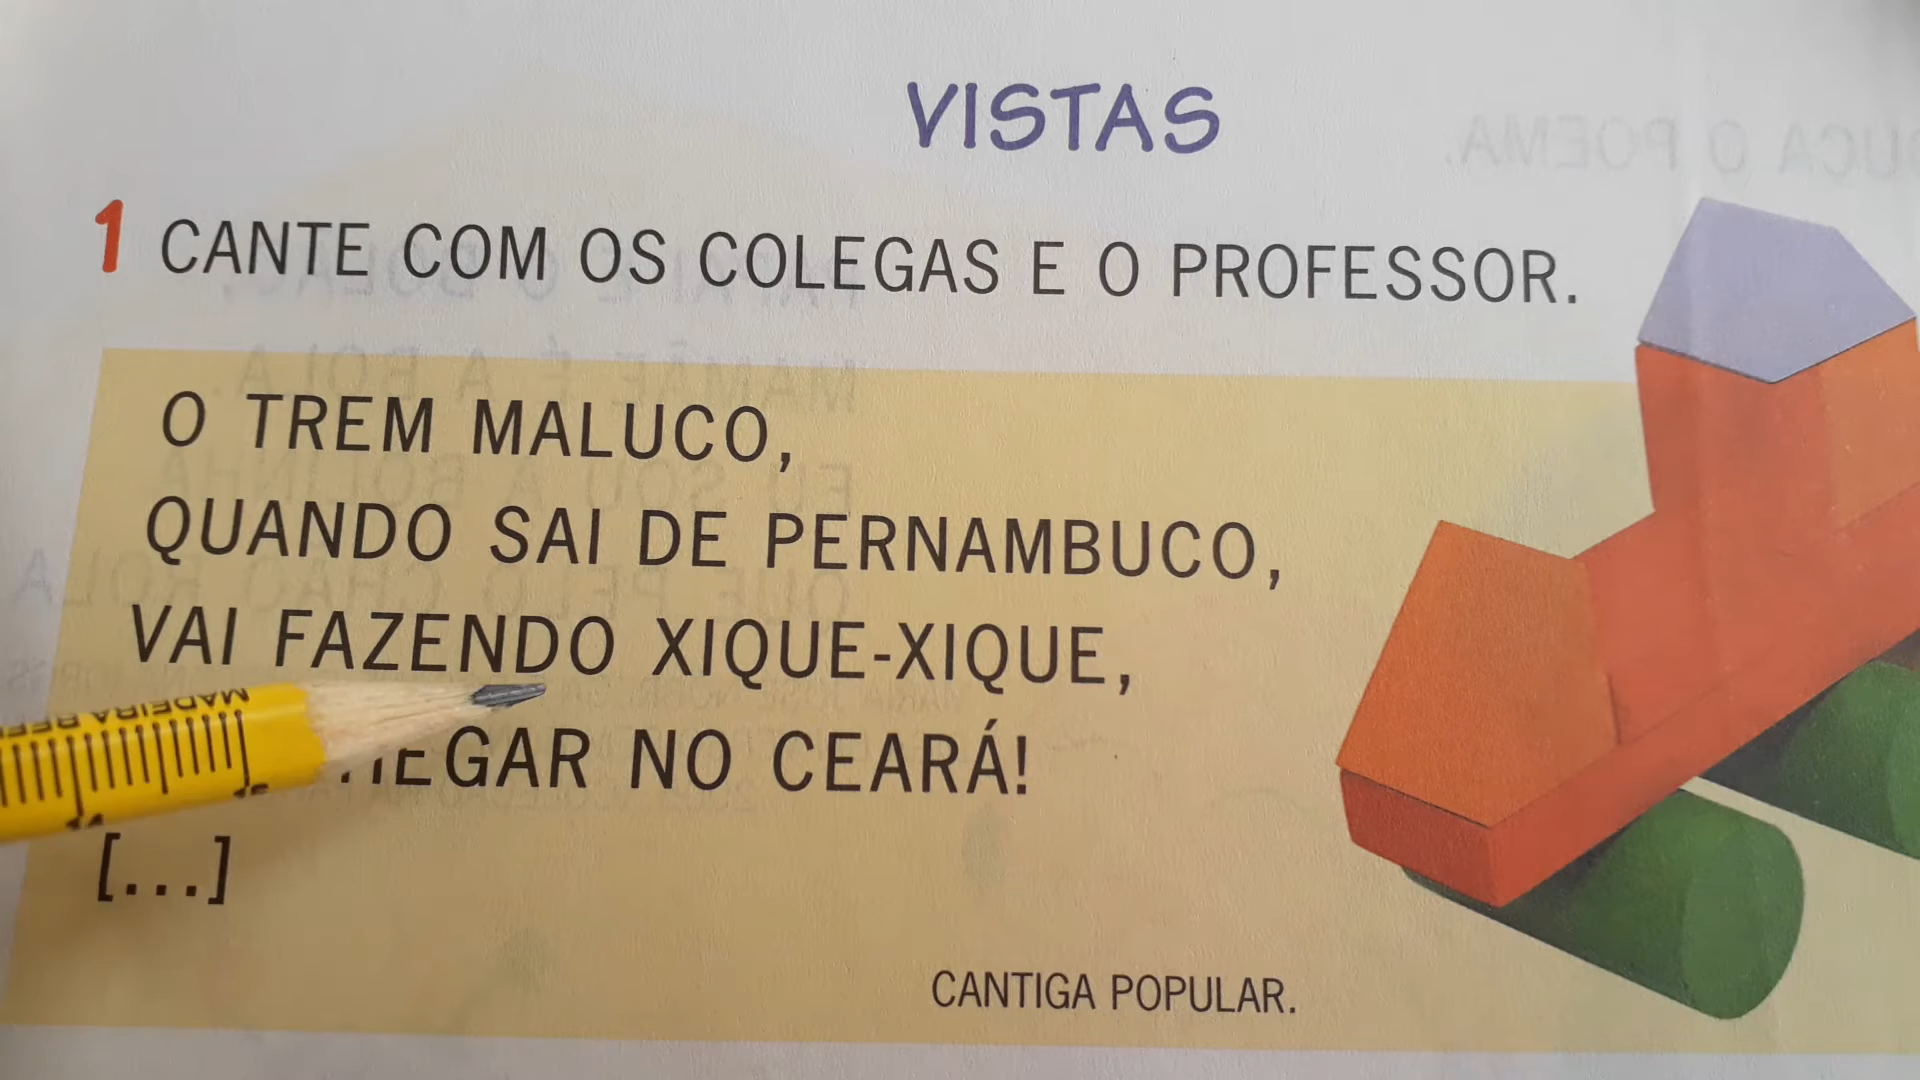 VISTAS
1 CANTE COM OS COLEGAS E O PROFESSOR.
O TREM MALUCO,
QUANDO SAI DE PERNAMBUCO,
VAI FAZENDO XIQUE-XIQUE,
NO CEARÁ!
[...]
CANTIGA POPULAR.